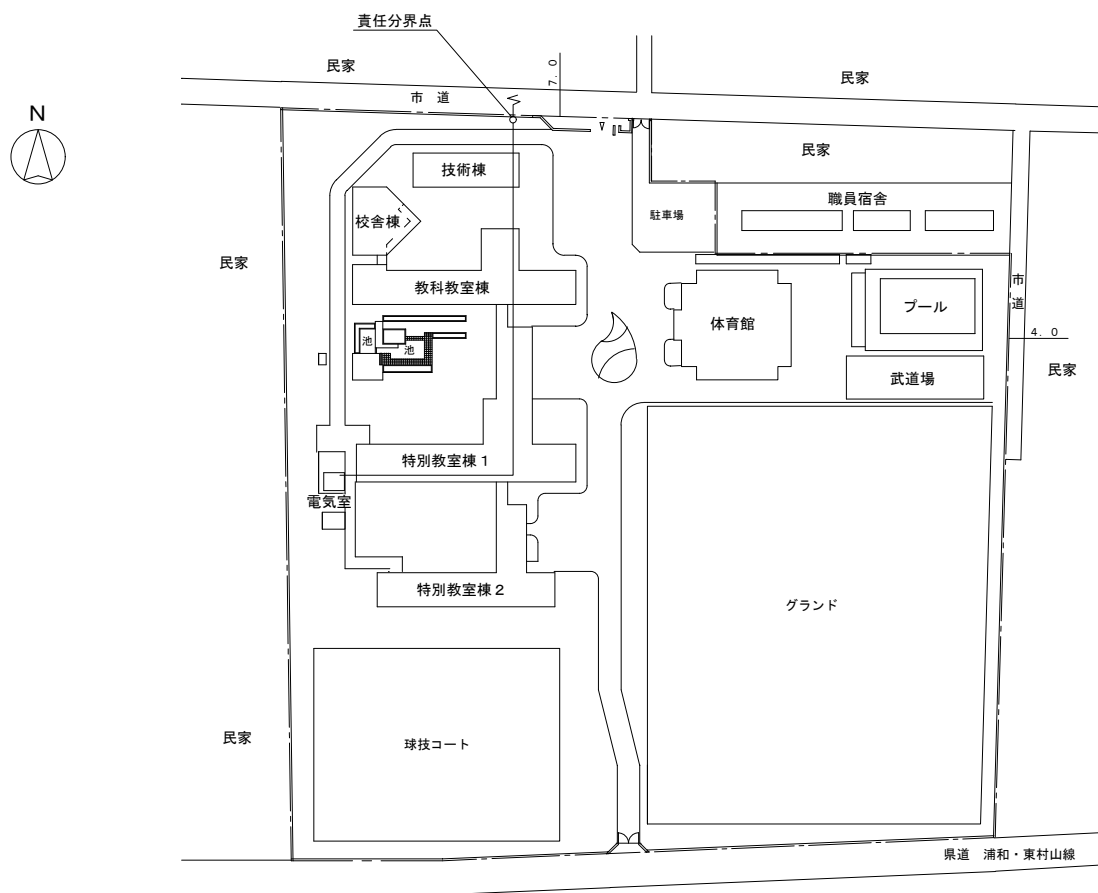 責任分界点
民家
7.0
民家
市 道
N
民家
技術棟
職員宿舎
校舎棟
駐車場
民家
市道
教科教室棟
プール
体育館
4.0
池
池
民家
武道場
特別教室棟1
電気室
特別教室棟2
グランド
民家
球技コート
県道 浦和・東村山線